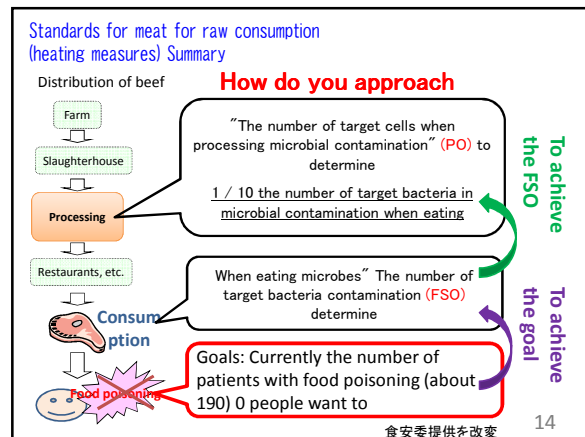 Standards for meat for raw consumption
(heating measures) Summary
Distribution of beef
How do you approach
Farm
Slaughterhouse
Processing
Restaurants, etc.
Consum
ption
Food poisoning
"The number of target cells when
processing microbial contamination" (PO) to
determine
1 / 10 the number of target bacteria in
microbial contamination when eating
When eating microbes" The number of
target bacteria contamination (FSO)
determine
Goals: Currently the number of
patients with food poisoning (about
190) 0 people want to
To achieve
the FSO
To achieve
the goal
食安委提供を改変
14